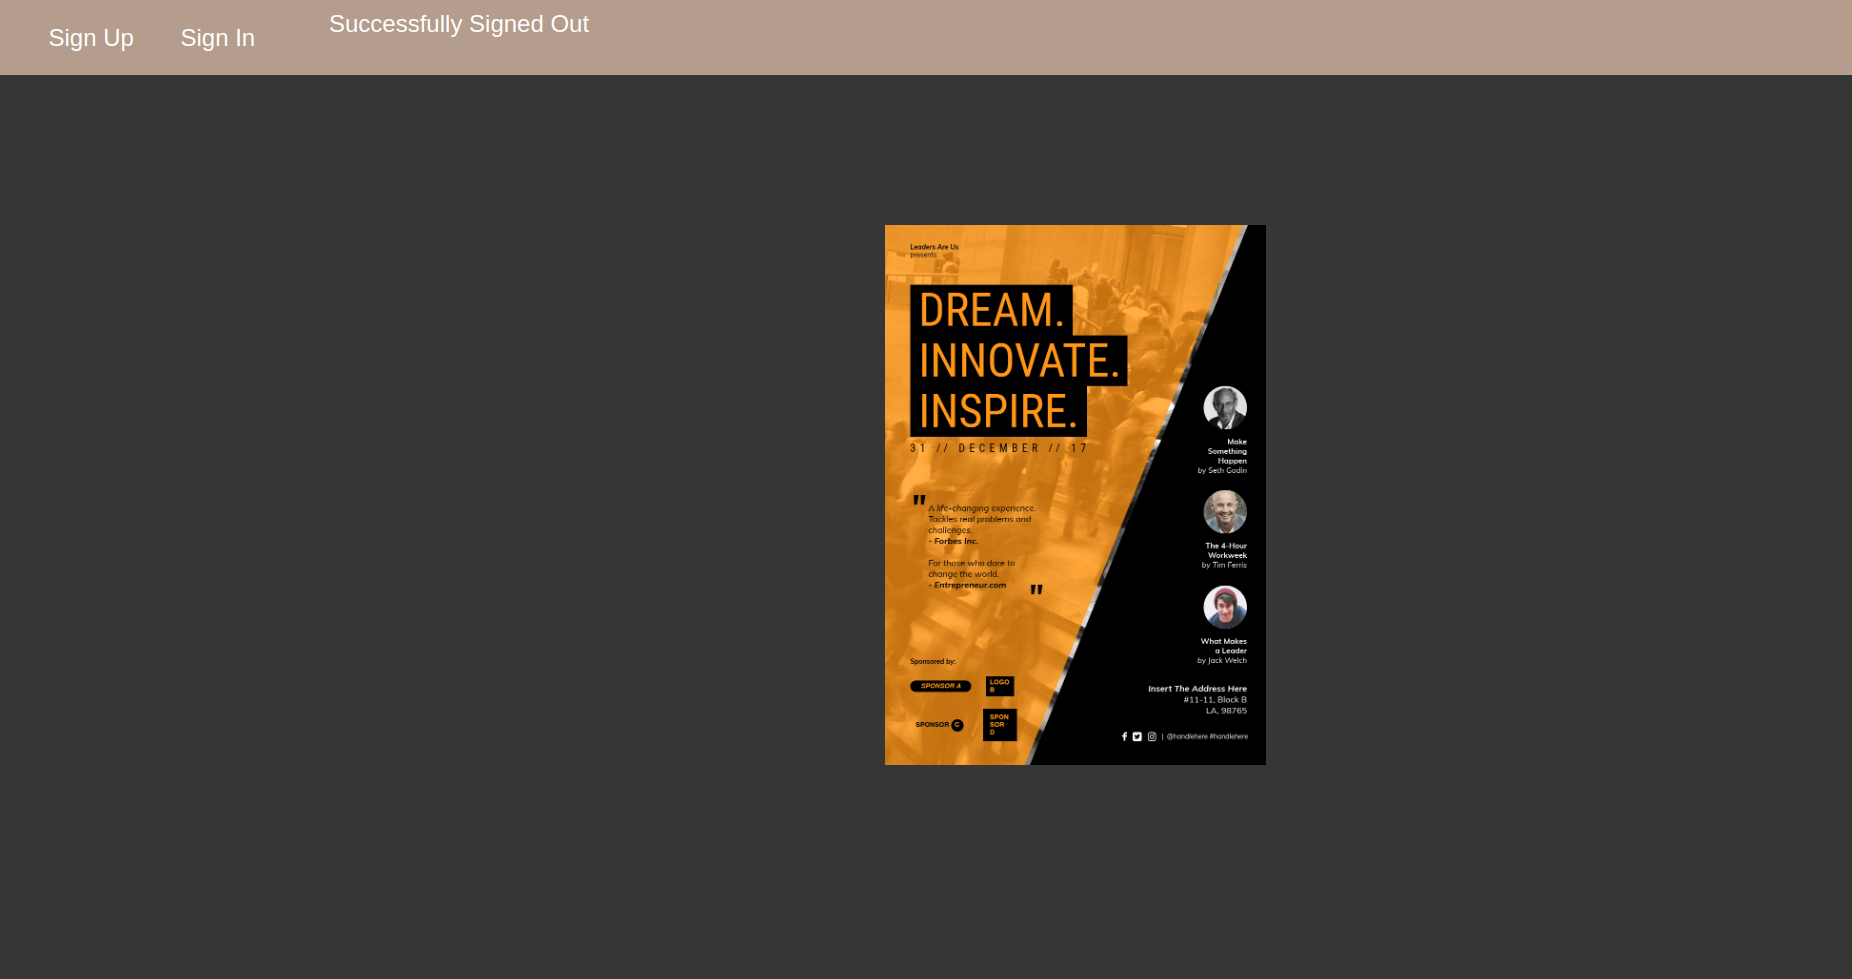 Sign Up
Sign In
Successfully Signed Out
Leaders Are Us
presents:
DREAM.
INNOVATE.
INSPIRE.
31 // DECEMBER // 17
"
A life-changing experience.
Tackles real problems and
challenges.
- Forbes Inc.
For those who dare to
change the world.
- Entrepreneur.com
"
Make
Something
Happen
by Seth Godin
The 4-Hour
Workweek
by Tim Ferris
What Makes
a Leader
by Jack Welch
Sponsored by:
SPONSOR A
LOGO
B
SPONSOR C
SPON
SOR
D
Insert The Address Here
#11-11, Block B
LA, 98765
| @handlehere #handlehere